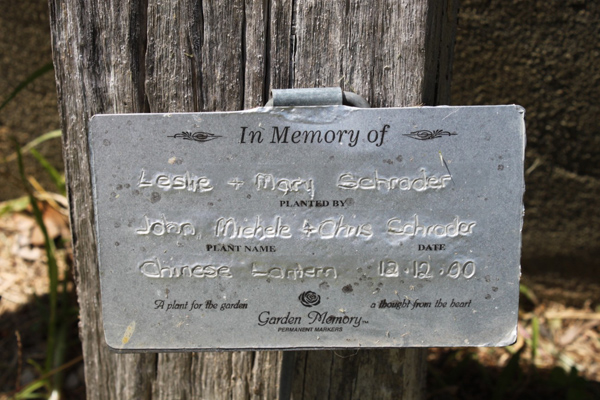 In Memory of
Leslie + Mary Schrader
PLANTED BY
John, Michele & Chris Schrader
PLANT NAME DATE
Chinese Lantern 12.12.00
A plant for the garden a thought from the heart
Garden Memory™
PERMANENT MARKERS